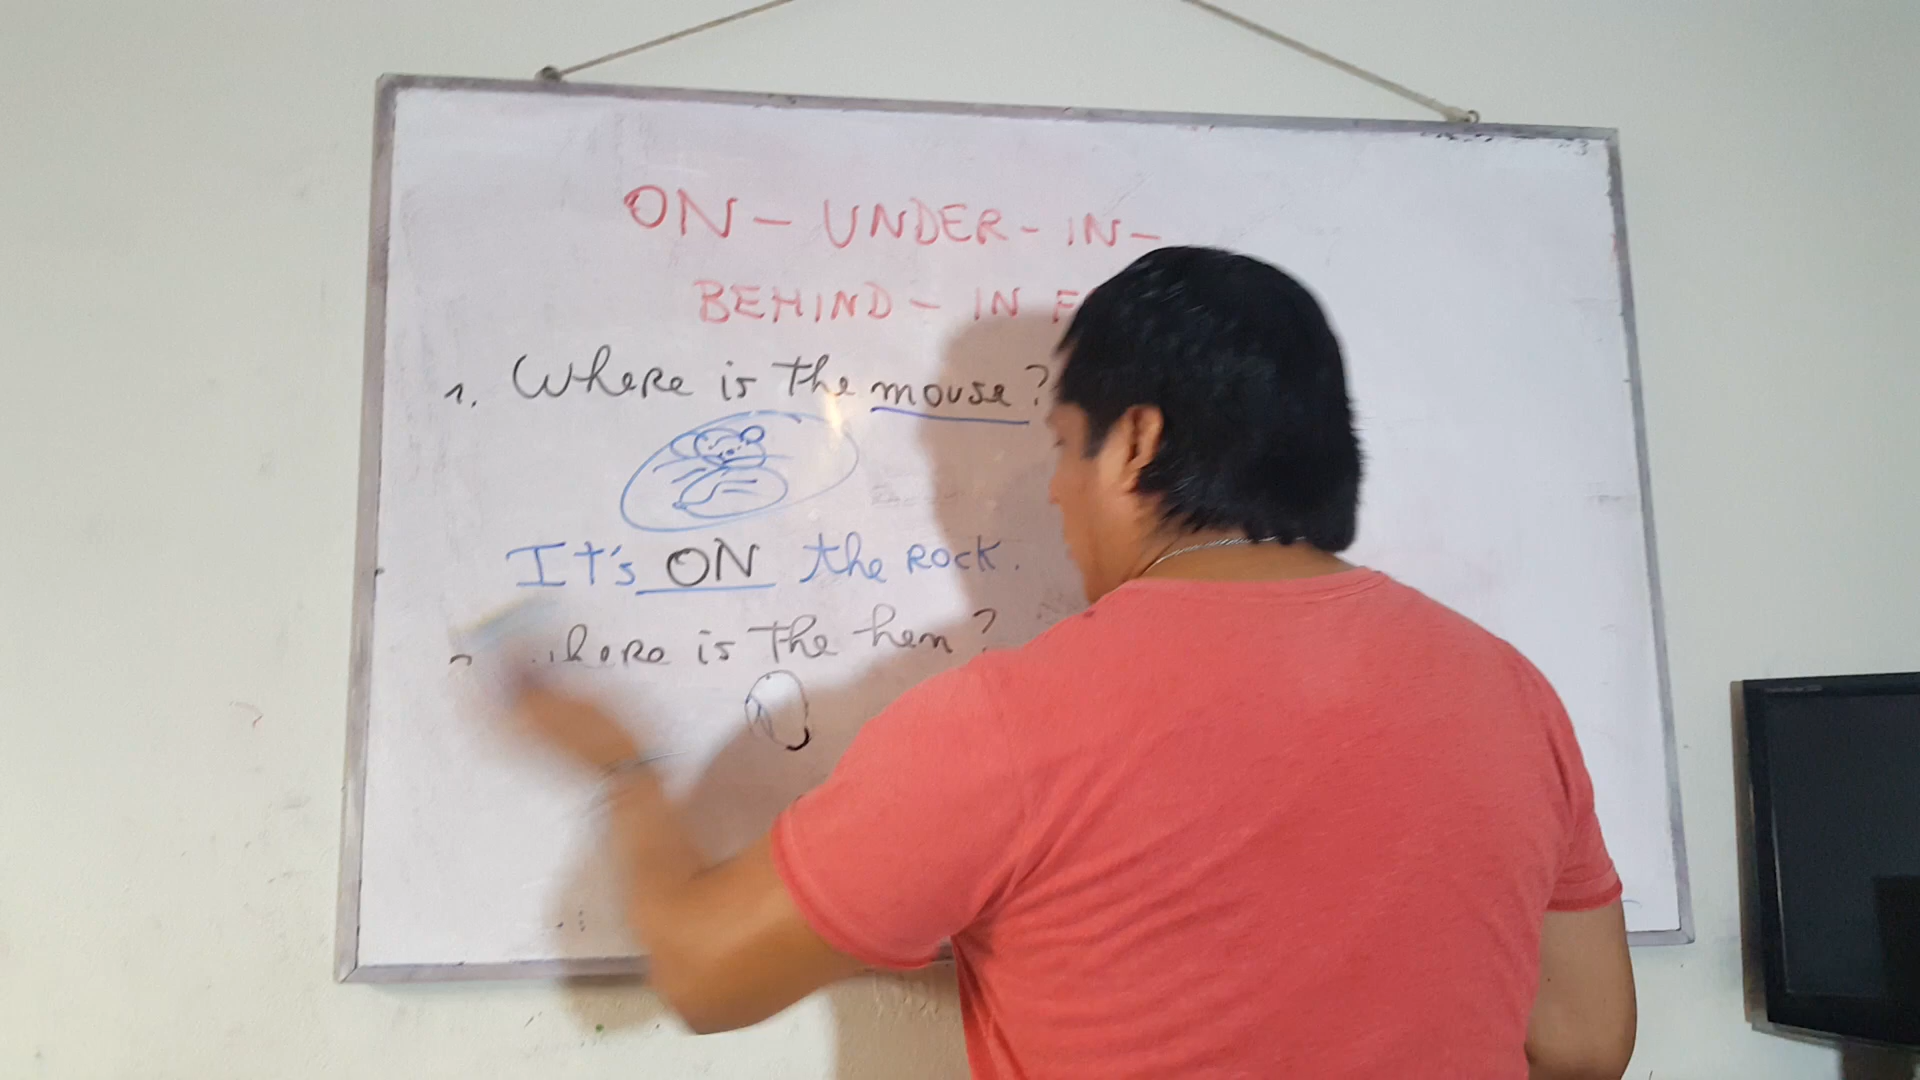 ON - UNDER - IN -
BEHIND - IN
1. Where is the mouse?
It's ON the Rock.
is the hen?